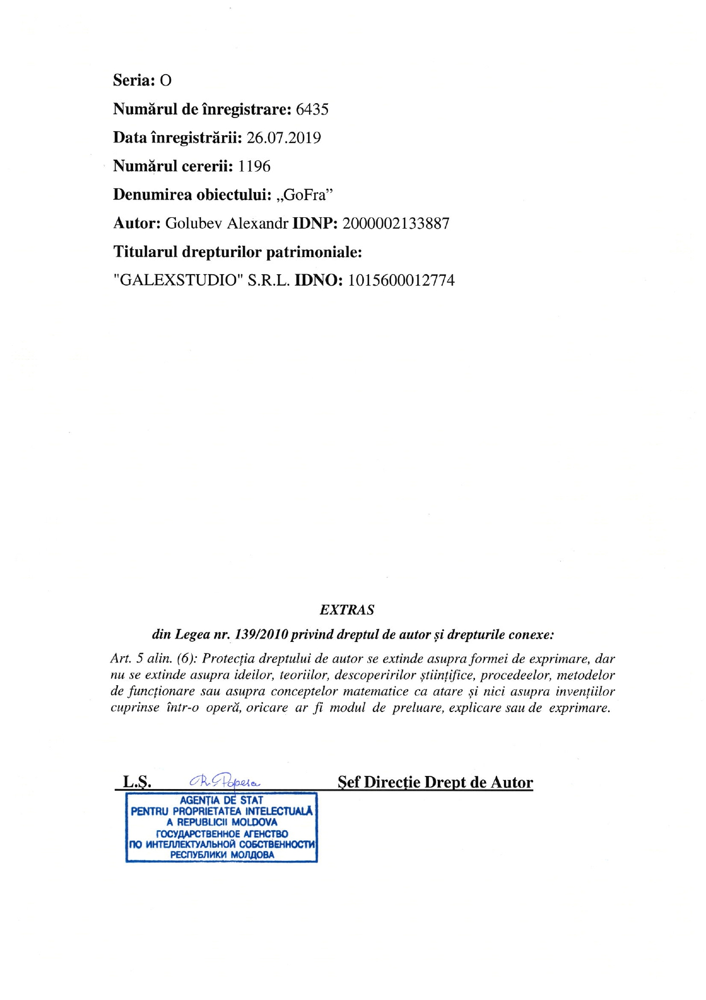 Seria: O
Numărul de înregistrare: 6435
Data înregistrării: 26.07.2019
Numărul cererii: 1196
Denumirea obiectului: „GoFra”
Autor: Golubev Alexandr IDNP: 2000002133887
Titularul drepturilor patrimoniale:
"GALEXSTUDIO" S.R.L. IDNO: 1015600012774
EXTRAS
din Legea nr. 139/2010 privind dreptul de autor și drepturile conexe:
Art. 5 alin. (6): Protecția dreptului de autor se extinde asupra formei de exprimare, dar
nu se extinde asupra ideilor, teoriilor, descoperirilor științifice, procedeelor, metodelor
de funcționare sau asupra conceptelor matematice ca atare și nici asupra invențiilor
cuprinse într-o operă, oricare ar fi modul de preluare, explicare sau de exprimare.
L.Ș. Șef Direcție Drept de Autor
AGENȚIA DE STAT
PENTRU PROPRIETATEA INTELECTUALĂ
A REPUBLICII MOLDOVA
ГОСУДАРСТВЕННОЕ АГЕНСТВО
ПО ИНТЕЛЛЕКТУАЛЬНОЙ СОБСТВЕННОСТИ
РЕСПУБЛИКИ МОЛДОВА